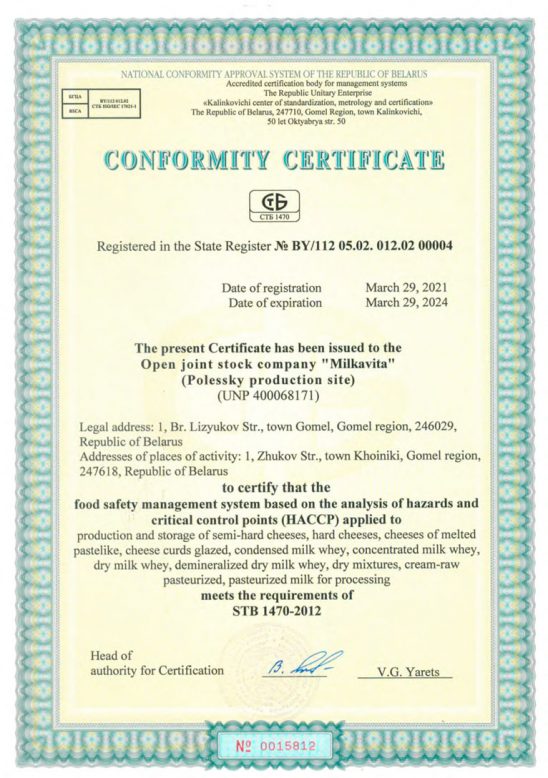 NATIONAL CONFORMITY APPROVAL SYSTEM OF THE REPUBLIC OF BELARUS
Accredited certification body for management systems
The Republic Unitary Enterprise
«Kalinkovichi center of standardization, metrology and certification»
The Republic of Belarus, 247710, Gomel Region, town Kalinkovichi,
50 let Oktyabrya str. 50
БГЦА
BSCA
BY/112 012.02
СТБ ISO/IEC 17021-1
CONFORMITY CERTIFICATE
СТБ
СТБ 1470
Registered in the State Register № BY/112 05.02. 012.02 00004
Date of registration March 29, 2021
Date of expiration March 29, 2024
The present Certificate has been issued to the
Open joint stock company "Milkavita"
(Polessky production site)
(UNP 400068171)
Legal address: 1, Br. Lizyukov Str., town Gomel, Gomel region, 246029,
Republic of Belarus
Addresses of places of activity: 1, Zhukov Str., town Khoiniki, Gomel region,
247618, Republic of Belarus
to certify that the
food safety management system based on the analysis of hazards and
critical control points (HACCP) applied to
production and storage of semi-hard cheeses, hard cheeses, cheeses of melted
pastelike, cheese curds glazed, condensed milk whey, concentrated milk whey,
dry milk whey, demineralized dry milk whey, dry mixtures, cream-raw
pasteurized, pasteurized milk for processing
meets the requirements of
STB 1470-2012
Head of
authority for Certification V.G. Yarets
№ 0015812